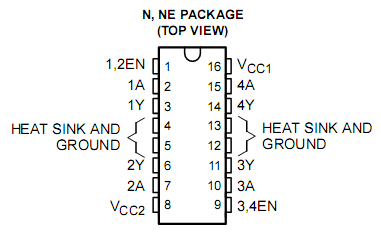 N, NE PACKAGE
(TOP VIEW)
1,2EN 1 16 VCC1
1A 2 15 4A
1Y 3 14 4Y
HEAT SINK AND GROUND 4 13 HEAT SINK AND GROUND
5 12
2Y 6 11 3Y
2A 7 10 3A
VCC2 8 9 3,4EN